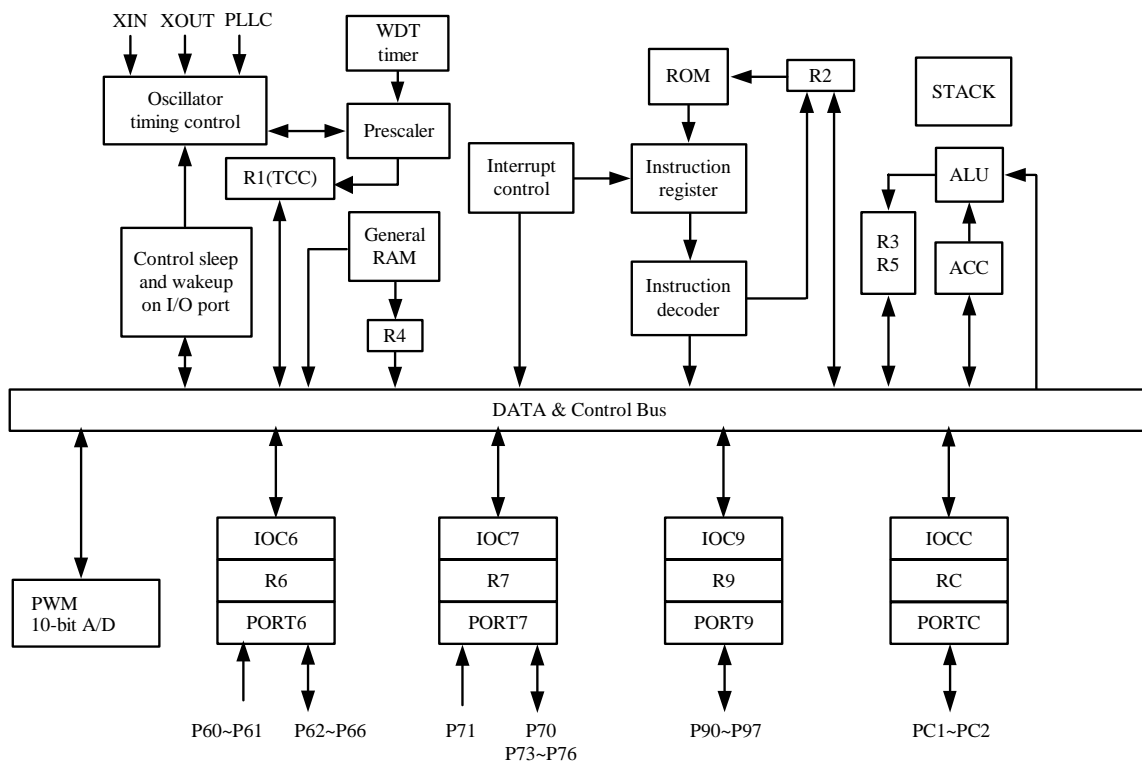 XIN XOUT PLLC
WDT
timer
Oscillator
timing control
Prescaler
R1(TCC)
ROM
R2
STACK
Interrupt
control
Instruction
register
ALU
General
RAM
Control sleep
and wakeup
on I/O port
R3
R5
ACC
Instruction
decoder
R4
DATA & Control Bus
PWM
10-bit A/D
IOC6
R6
PORT6
P60~P61
P62~P66
IOC7
R7
PORT7
P71
P70
P73~P76
IOC9
R9
PORT9
P90~P97
IOCC
RC
PORTC
PC1~PC2